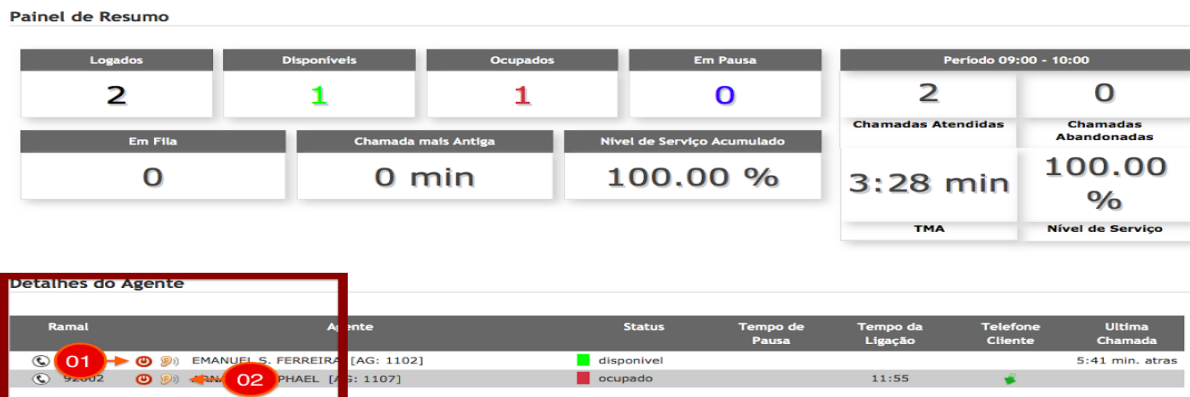 Painel de Resumo
Logados Disponíveis Ocupados Em Pausa Período 09:00 - 10:00
2 1 1 0 2 0
Chamadas Atendidas Chamadas Abandonadas
Em Fila Chamada mais Antiga Nível de Serviço Acumulado
0 0 min 100.00 % 3:28 min 100.00 %
TMA Nível de Serviço
Detalhes do Agente
Ramal Agente Status Tempo de Pausa Tempo da Ligação Telefone Cliente Ultima Chamada
01 EMANUEL S. FERREIRA [AG: 1102] disponivel 5:41 min. atras
92002 02 PHAEL [AG: 1107] ocupado 11:55